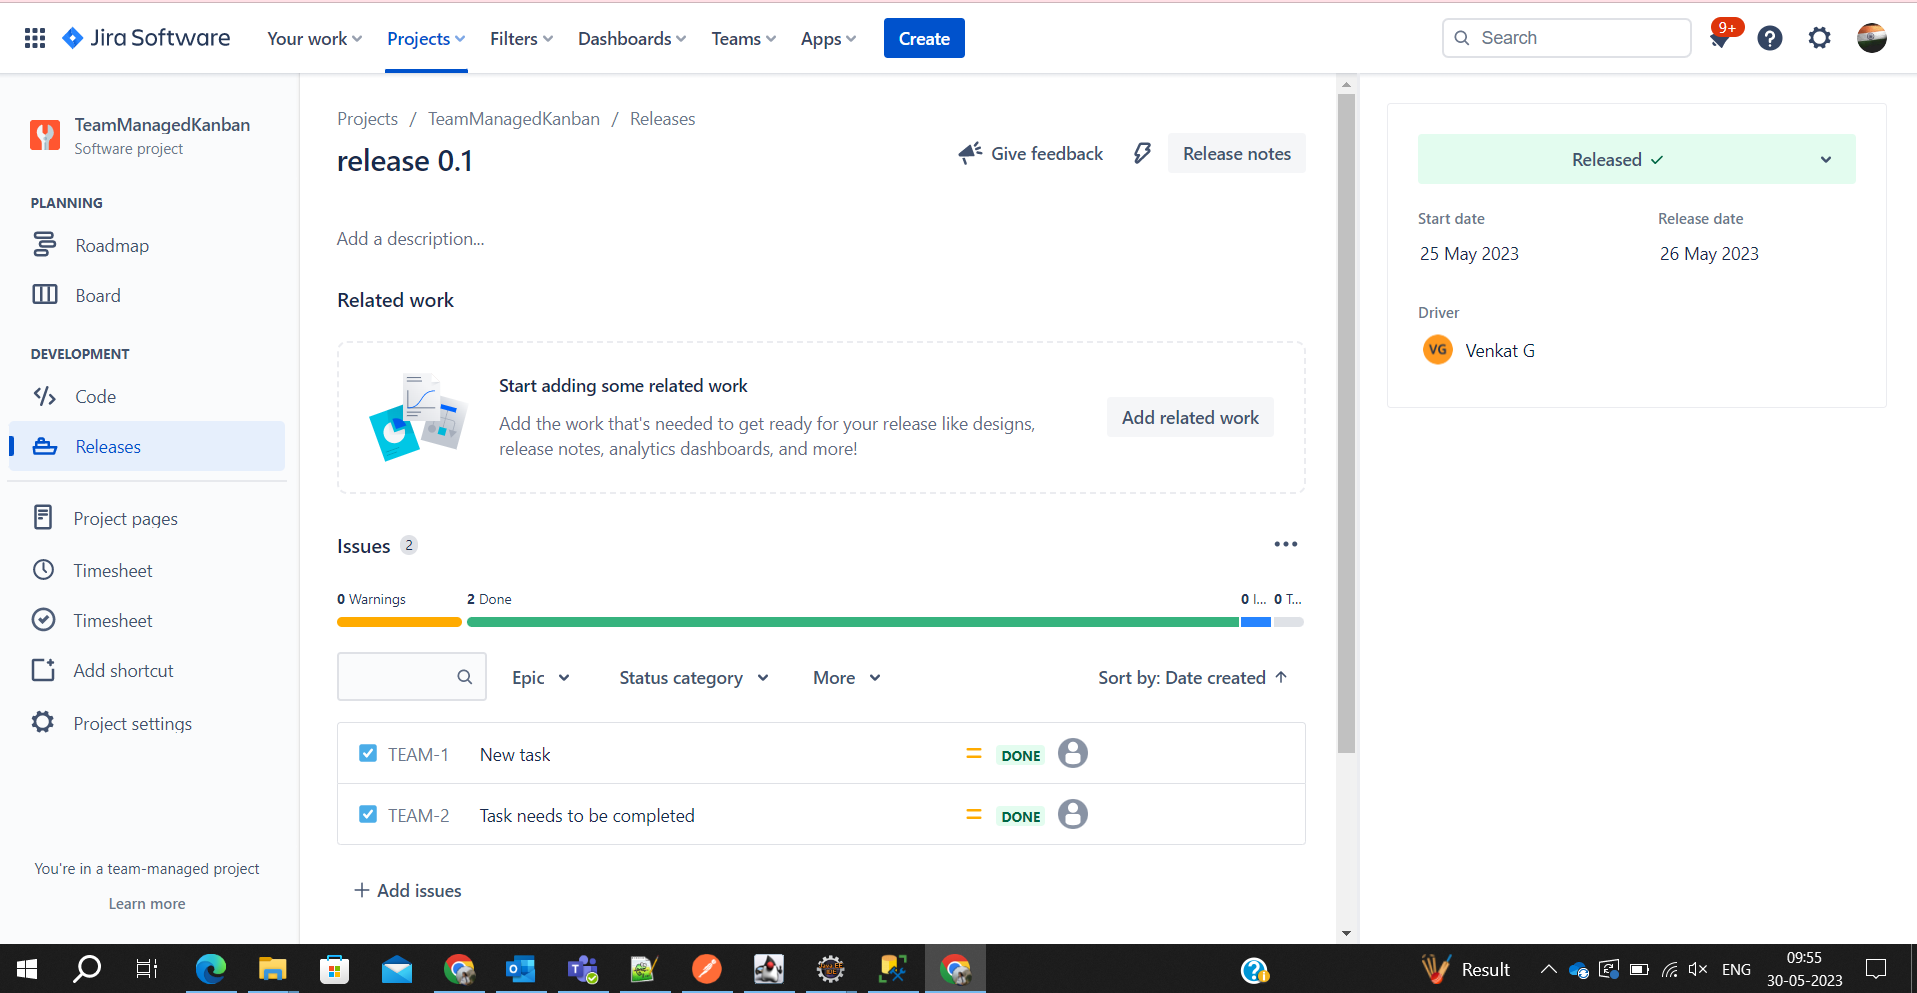 Jira Software
Your work
Projects
Filters
Dashboards
Teams
Apps
Create
Search
9+
TeamManagedKanban
Software project
PLANNING
Roadmap
Board
DEVELOPMENT
Code
Releases
Project pages
Timesheet
Timesheet
Add shortcut
Project settings
You're in a team-managed project
Learn more
Projects / TeamManagedKanban / Releases
release 0.1
Give feedback
Release notes
Add a description...
Related work
Start adding some related work
Add the work that's needed to get ready for your release like designs,
release notes, analytics dashboards, and more!
Add related work
Issues 2
0 Warnings
2 Done
0 I...
0 T...
Epic
Status category
More
Sort by: Date created
TEAM-1 New task = DONE
TEAM-2 Task needs to be completed = DONE
+ Add issues
Released
Start date
Release date
25 May 2023
26 May 2023
Driver
VG Venkat G
Result
ENG
09:55
30-05-2023